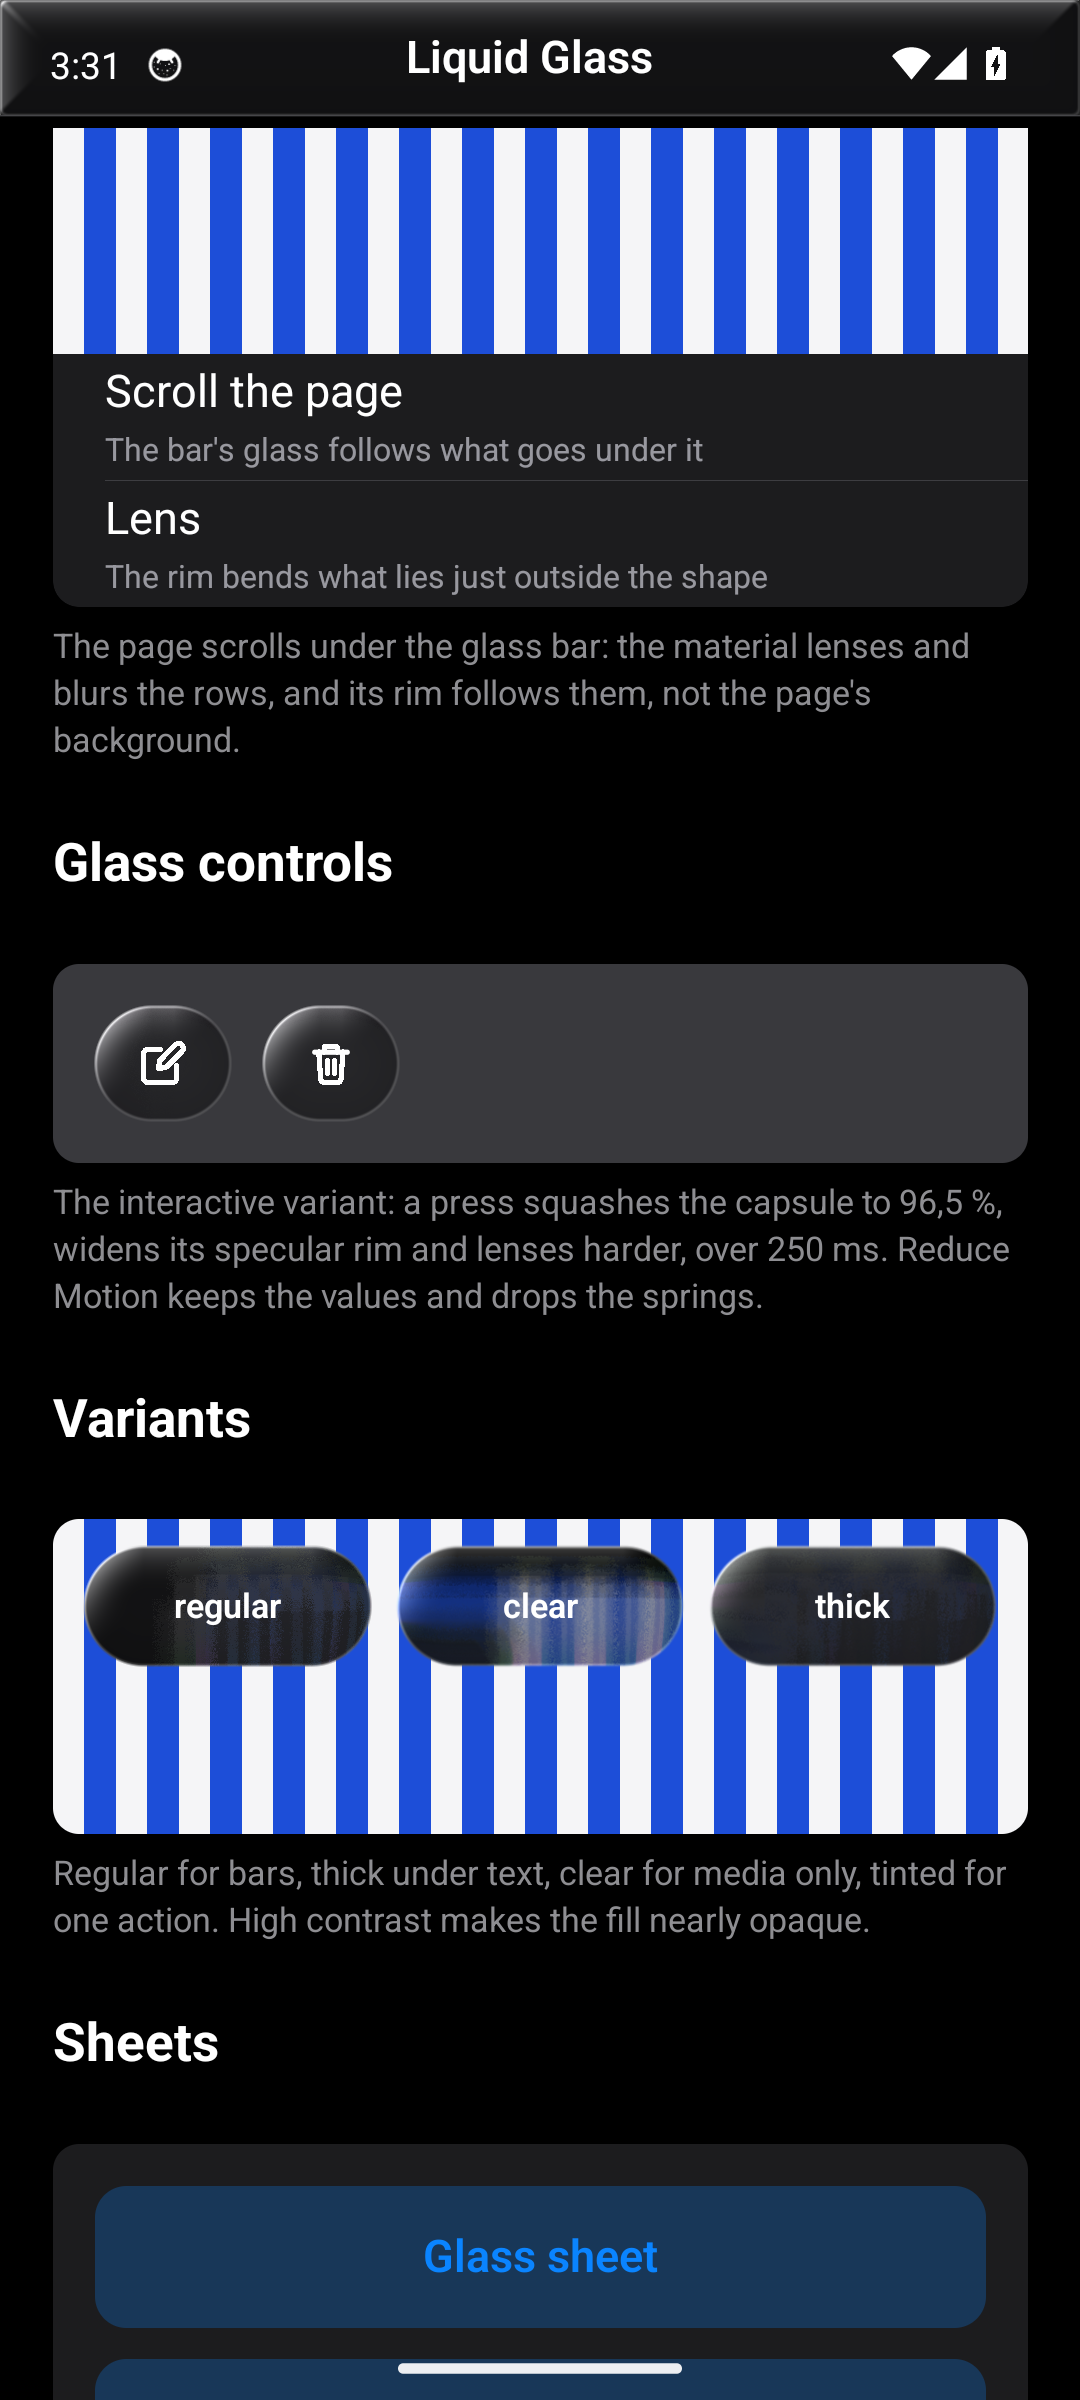 3:31
Liquid Glass
Scroll the page
The bar's glass follows what goes under it
Lens
The rim bends what lies just outside the shape
The page scrolls under the glass bar: the material lenses and
blurs the rows, and its rim follows them, not the page's
background.
Glass controls
The interactive variant: a press squashes the capsule to 96,5 %,
widens its specular rim and lenses harder, over 250 ms. Reduce
Motion keeps the values and drops the springs.
Variants
regular
clear
thick
Regular for bars, thick under text, clear for media only, tinted for
one action. High contrast makes the fill nearly opaque.
Sheets
Glass sheet